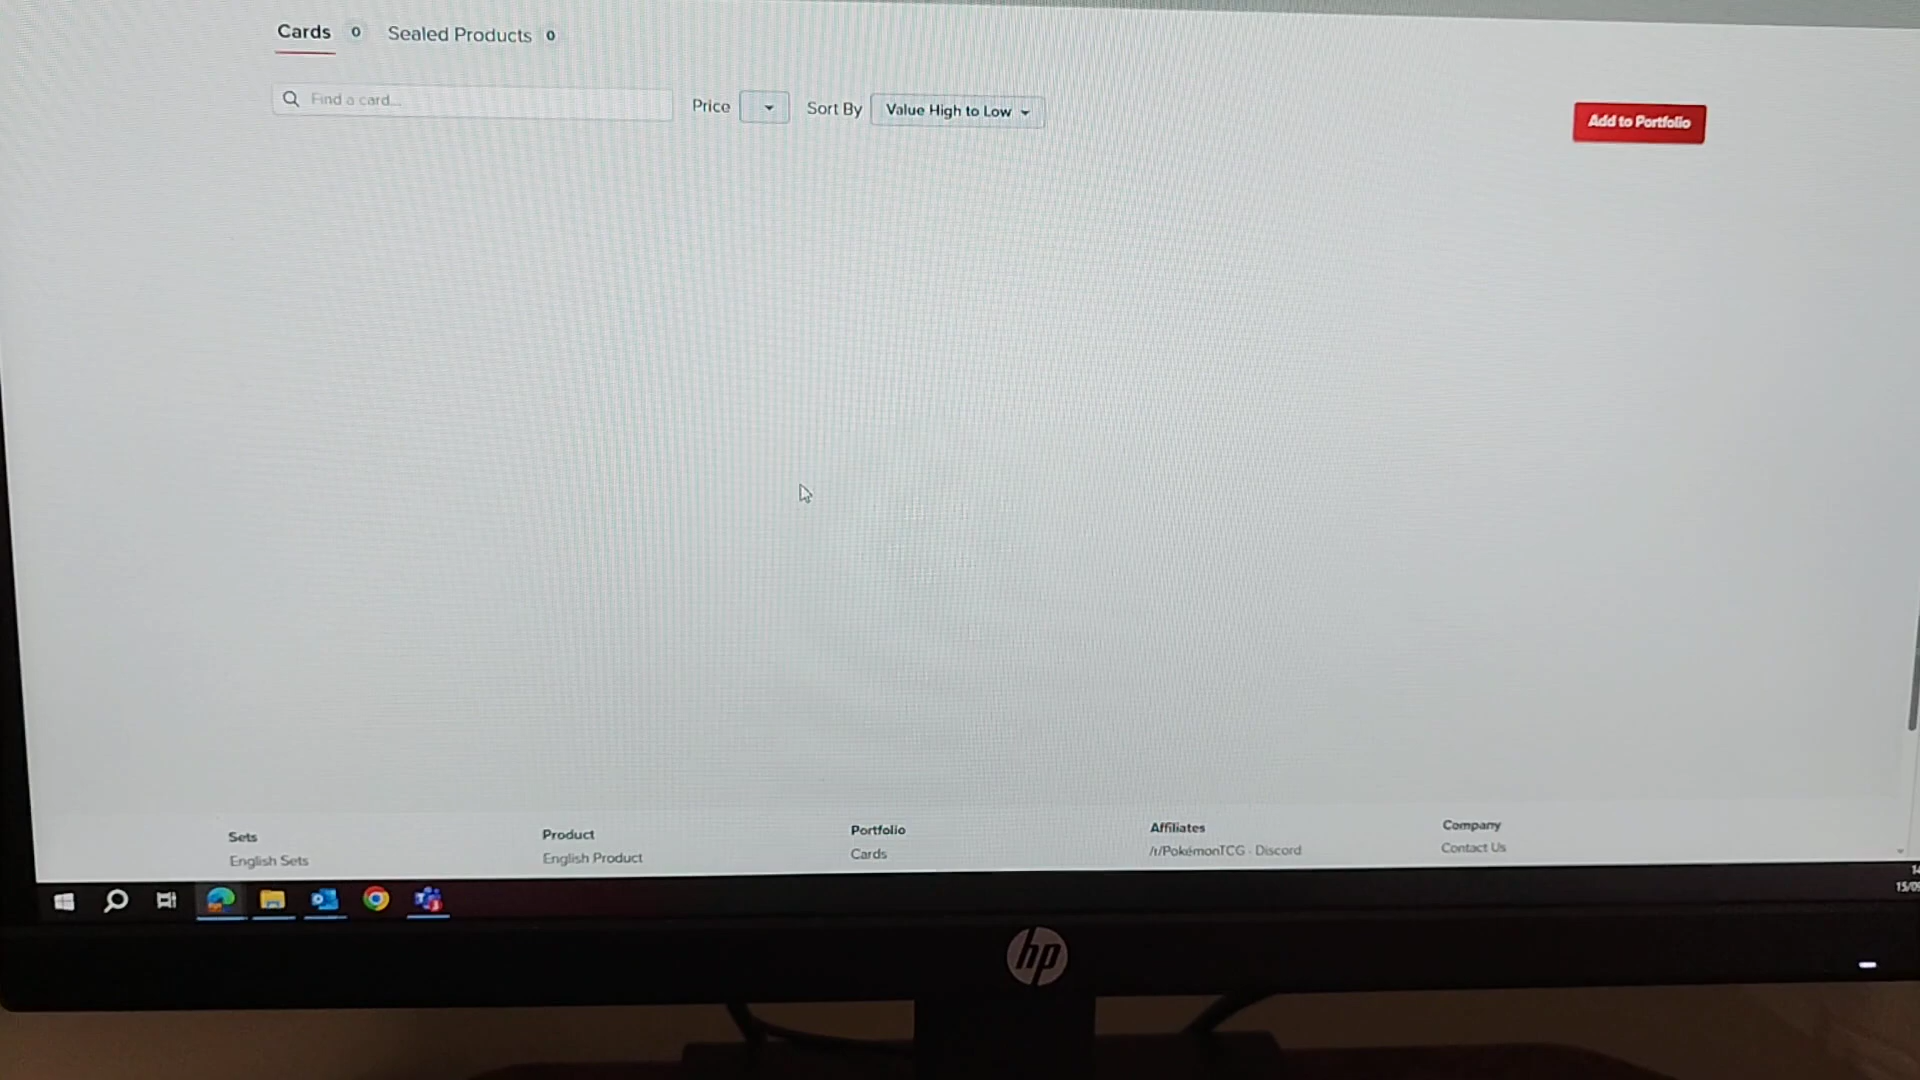 Cards 0 Sealed Products 0
Find a card...
Price
Sort By Value High to Low
Add to Portfolio
Sets Product Portfolio Affiliates Company
English Sets English Product Cards /r/PokémonTCG - Discord Contact Us
hp